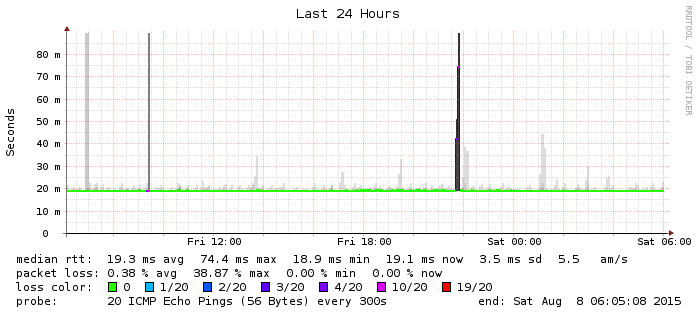 Last 24 Hours
RRDTOOL / TOBI OETIKER
Seconds
80 m
70 m
60 m
50 m
40 m
30 m
20 m
10 m
0
Fri 12:00 Fri 18:00 Sat 00:00 Sat 06:00
median rtt: 19.3 ms avg 74.4 ms max 18.9 ms min 19.1 ms now 3.5 ms sd 5.5 am/s
packet loss: 0.38 % avg 38.87 % max 0.00 % min 0.00 % now
loss color: 0 1/20 2/20 3/20 4/20 10/20 19/20
probe: 20 ICMP Echo Pings (56 Bytes) every 300s end: Sat Aug 8 06:05:08 2015